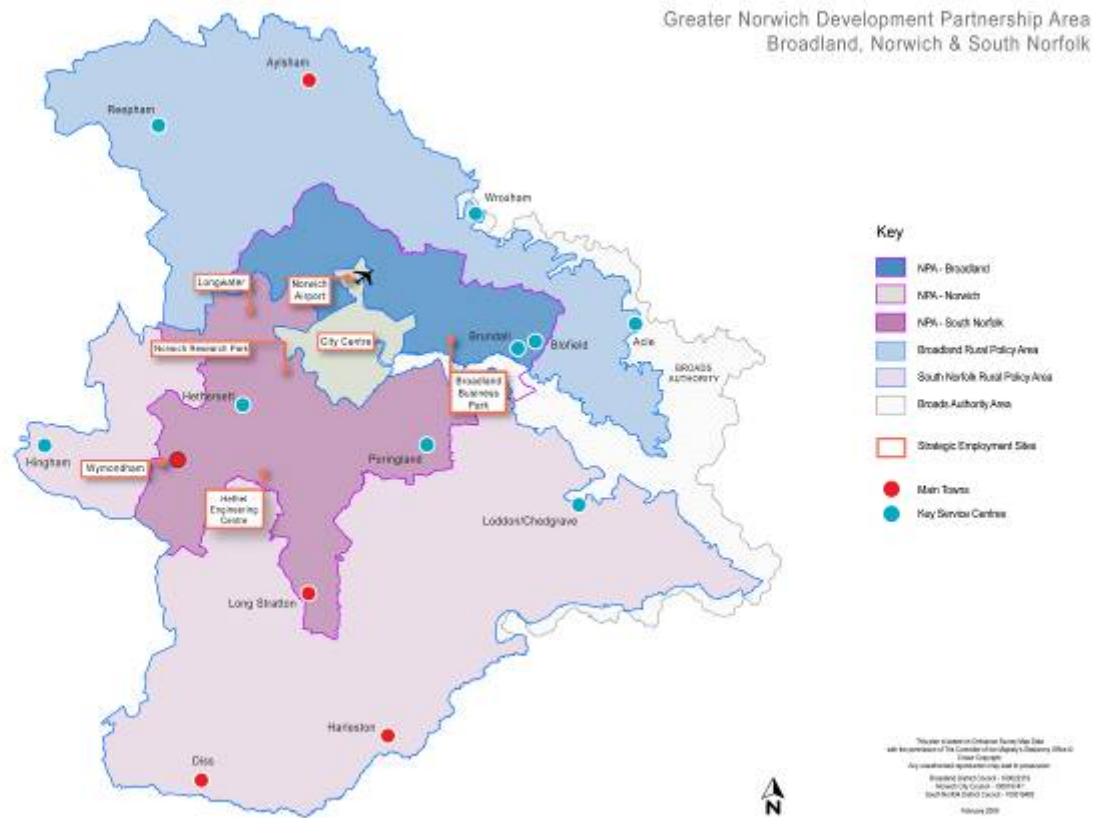 Greater Norwich Development Partnership Area
Broadland, Norwich & South Norfolk
Aylsham
Reepham
Wroxham
Longwater
Norwich
Airport
Norwich Research Park
City Centre
Brundall
Blofield
Acle
BROADS
AUTHORITY
Broadland
Business
Park
Hethersett
Hingham
Wymondham
Poringland
Hethel
Engineering
Centre
Loddon/Chedgrave
Long Stratton
Harleston
Diss
Key
NPA - Broadland
NPA - Norwich
NPA - South Norfolk
Broadland Rural Policy Area
South Norfolk Rural Policy Area
Broads Authority Area
Strategic Employment Sites
Main Towns
Key Service Centres
N